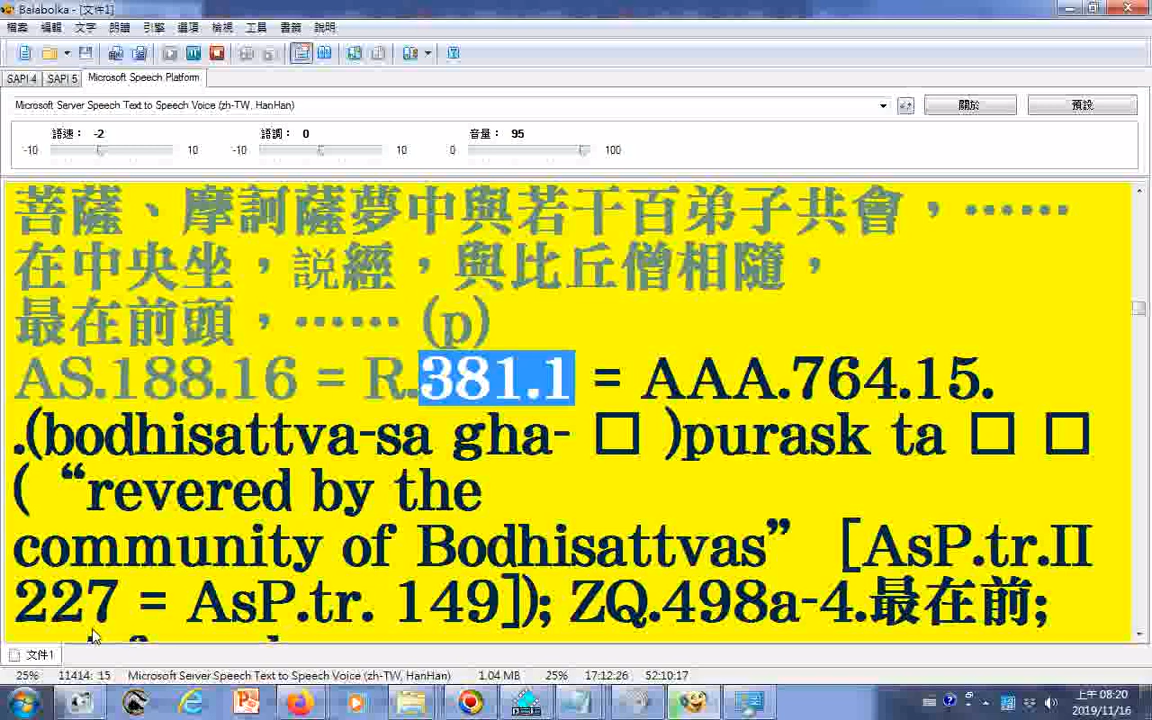 Balabolka - [文件1]
檔案 編輯 文字 朗讀 引擎 選項 檢視 工具 書籤 說明
SAPI 4 SAPI 5 Microsoft Speech Platform
Microsoft Server Speech Text to Speech Voice (zh-TW, HanHan) 關於 預設
語速： -2 語調： 0 音量： 95
-10 10 -10 10 0 100
菩薩、摩訶薩夢中與若干百弟子共會，⋯⋯
在中央坐，説經，與比丘僧相隨，
最在前頭，⋯⋯ (p)
AS.188.16 = R.381.1 = AAA.764.15.
.(bodhisattva-sa gha- □ )purask ta □ □
( “revered by the
community of Bodhisattvas” [AsP.tr.II
227 = AsP.tr. 149]); ZQ.498a-4.最在前;
文件1
25% 11414: 15 Microsoft Server Speech Text to Speech Voice (zh-TW, HanHan) 1.04 MB 25% 17:12:26 52:10:17
上午 08:20
2019/11/16